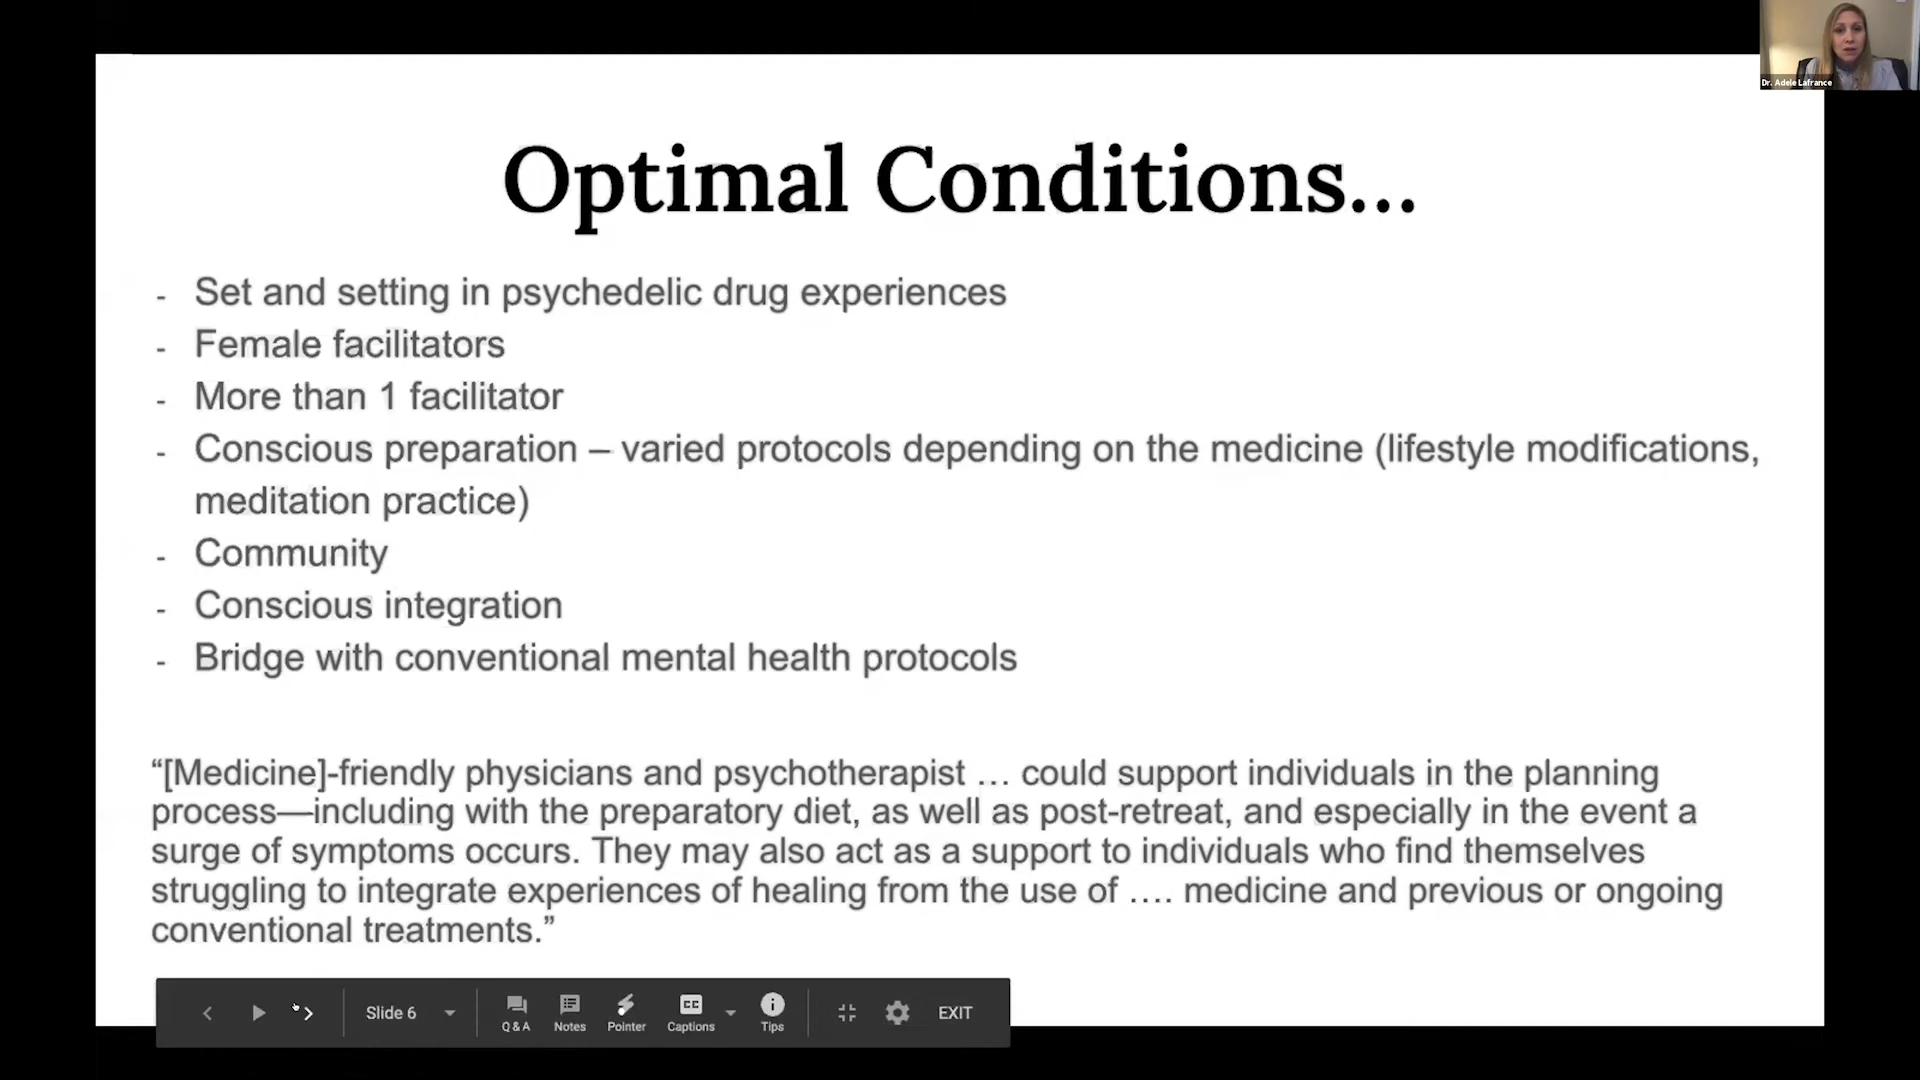 Dr. Adele Lafrance
Optimal Conditions...
- Set and setting in psychedelic drug experiences
- Female facilitators
- More than 1 facilitator
- Conscious preparation – varied protocols depending on the medicine (lifestyle modifications,
meditation practice)
- Community
- Conscious integration
- Bridge with conventional mental health protocols
“[Medicine]-friendly physicians and psychotherapist … could support individuals in the planning
process—including with the preparatory diet, as well as post-retreat, and especially in the event a
surge of symptoms occurs. They may also act as a support to individuals who find themselves
struggling to integrate experiences of healing from the use of …. medicine and previous or ongoing
conventional treatments.”
Slide 6 Q & A Notes Pointer CC Captions Tips EXIT